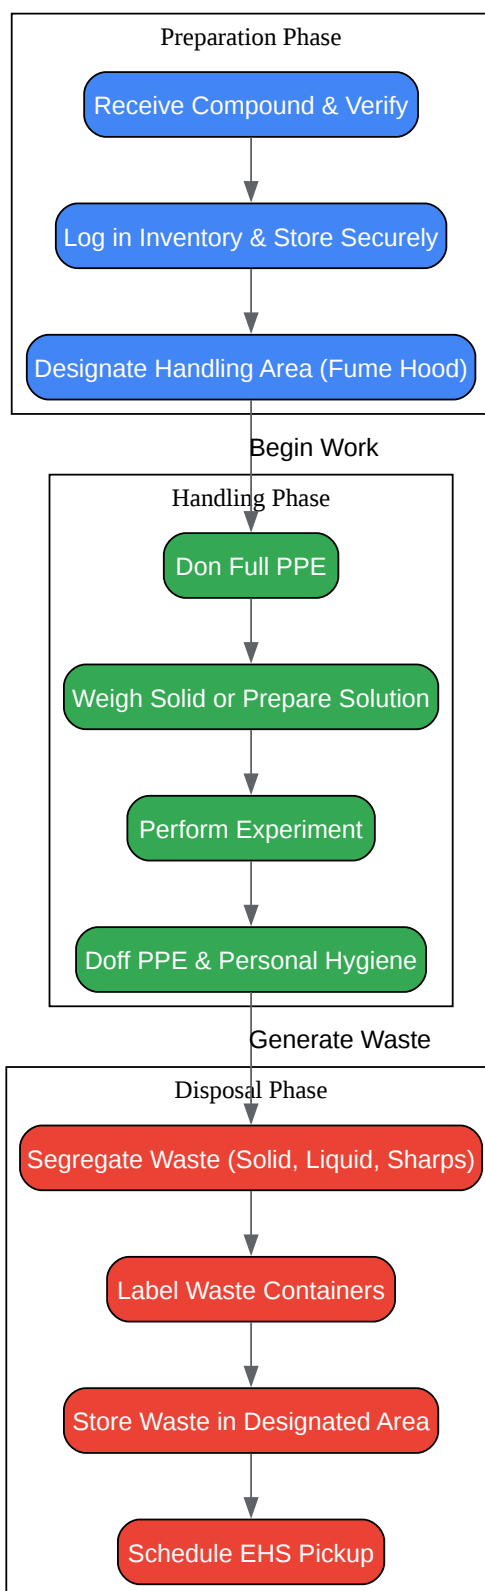 Preparation Phase
Receive Compound & Verify
Log in Inventory & Store Securely
Designate Handling Area (Fume Hood)
Begin Work
Handling Phase
Don Full PPE
Weigh Solid or Prepare Solution
Perform Experiment
Doff PPE & Personal Hygiene
Generate Waste
Disposal Phase
Segregate Waste (Solid, Liquid, Sharps)
Label Waste Containers
Store Waste in Designated Area
Schedule EHS Pickup